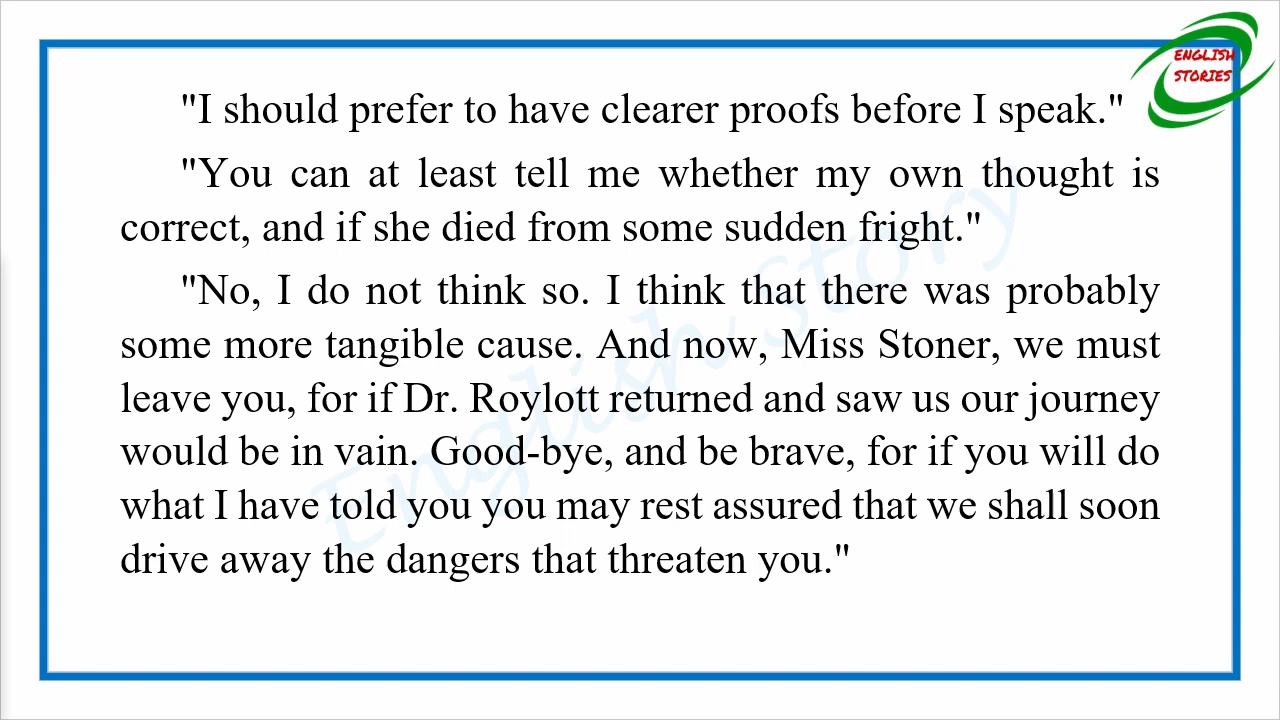 ENGLISH
STORIES
"I should prefer to have clearer proofs before I speak."
"You can at least tell me whether my own thought is
correct, and if she died from some sudden fright."
"No, I do not think so. I think that there was probably
some more tangible cause. And now, Miss Stoner, we must
leave you, for if Dr. Roylott returned and saw us our journey
would be in vain. Good-bye, and be brave, for if you will do
what I have told you you may rest assured that we shall soon
drive away the dangers that threaten you."
English Story